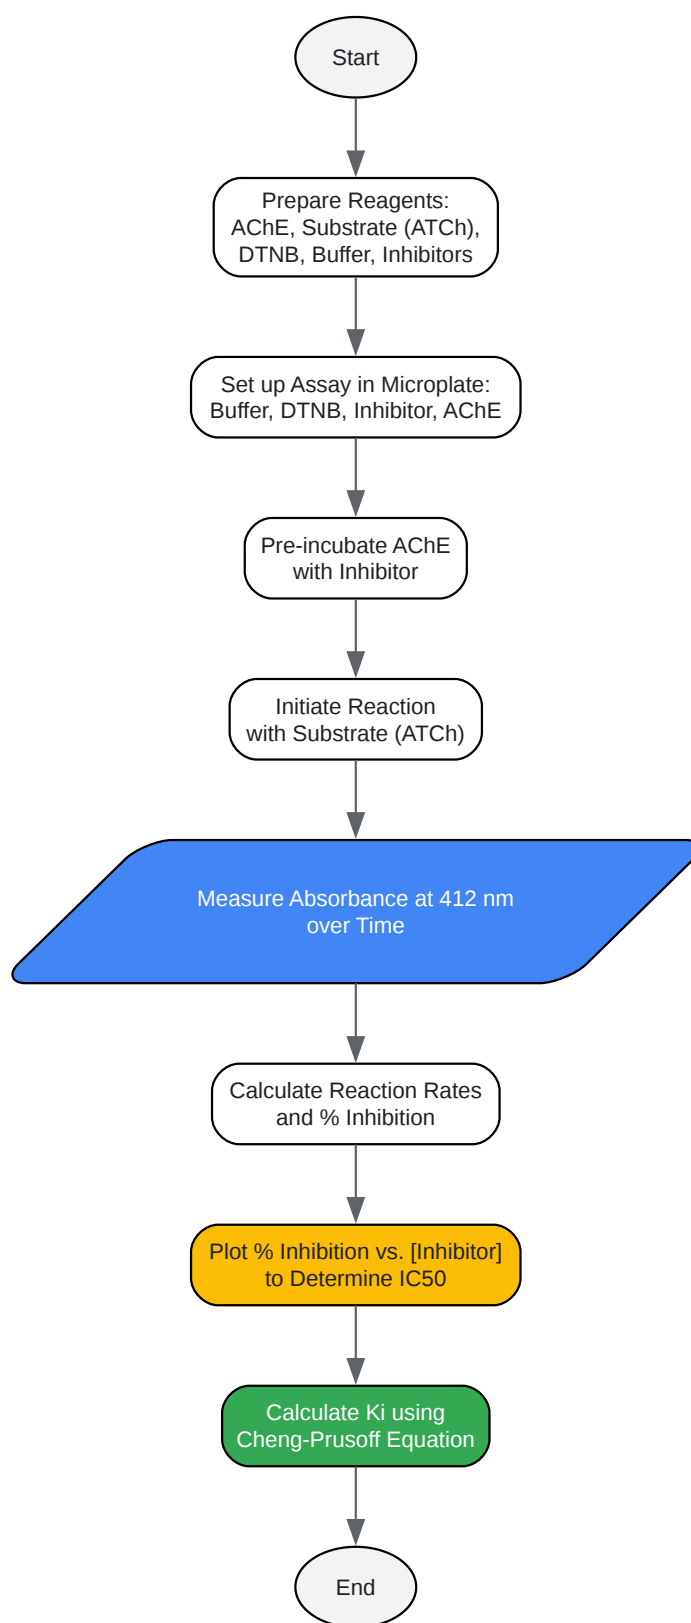 Start
Prepare Reagents:
AChE, Substrate (ATCh),
DTNB, Buffer, Inhibitors
Set up Assay in Microplate:
Buffer, DTNB, Inhibitor, AChE
Pre-incubate AChE
with Inhibitor
Initiate Reaction
with Substrate (ATCh)
Measure Absorbance at 412 nm
over Time
Calculate Reaction Rates
and % Inhibition
Plot % Inhibition vs. [Inhibitor]
to Determine IC50
Calculate Ki using
Cheng-Prusoff Equation
End